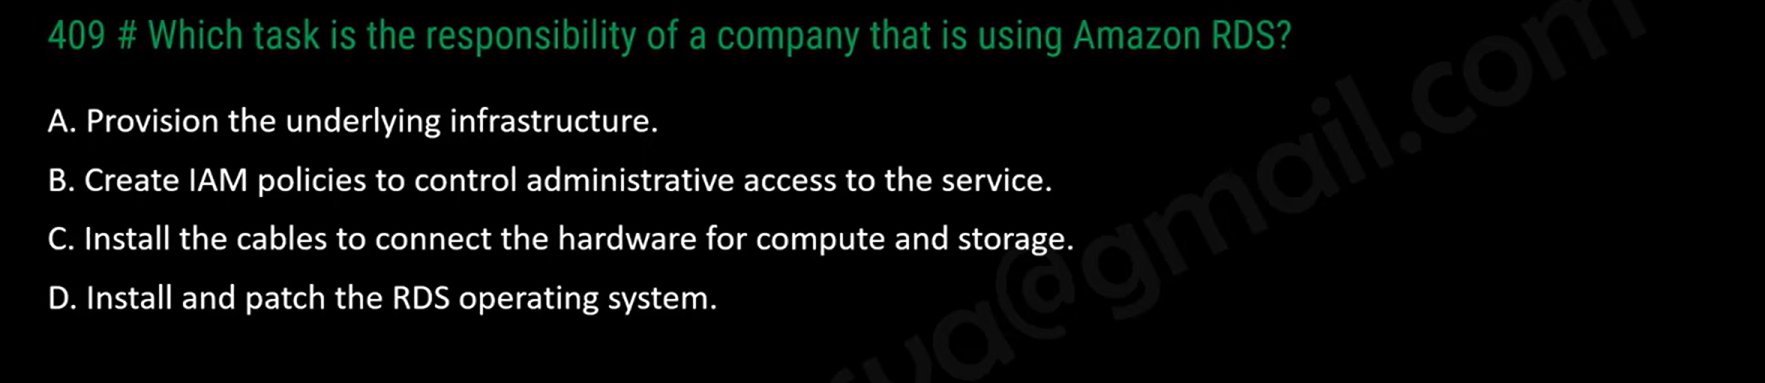 409 # Which task is the responsibility of a company that is using Amazon RDS?
A. Provision the underlying infrastructure.
B. Create IAM policies to control administrative access to the service.
C. Install the cables to connect the hardware for compute and storage.
D. Install and patch the RDS operating system.
@gmail.com